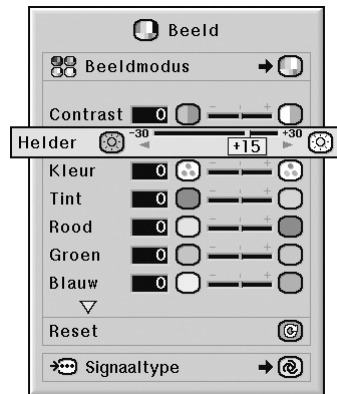 Beeld
Beeldmodus
Contrast 0
Helder -30 +15 +30
Kleur 0
Tint 0
Rood 0
Groen 0
Blauw 0
Reset
Signaaltype